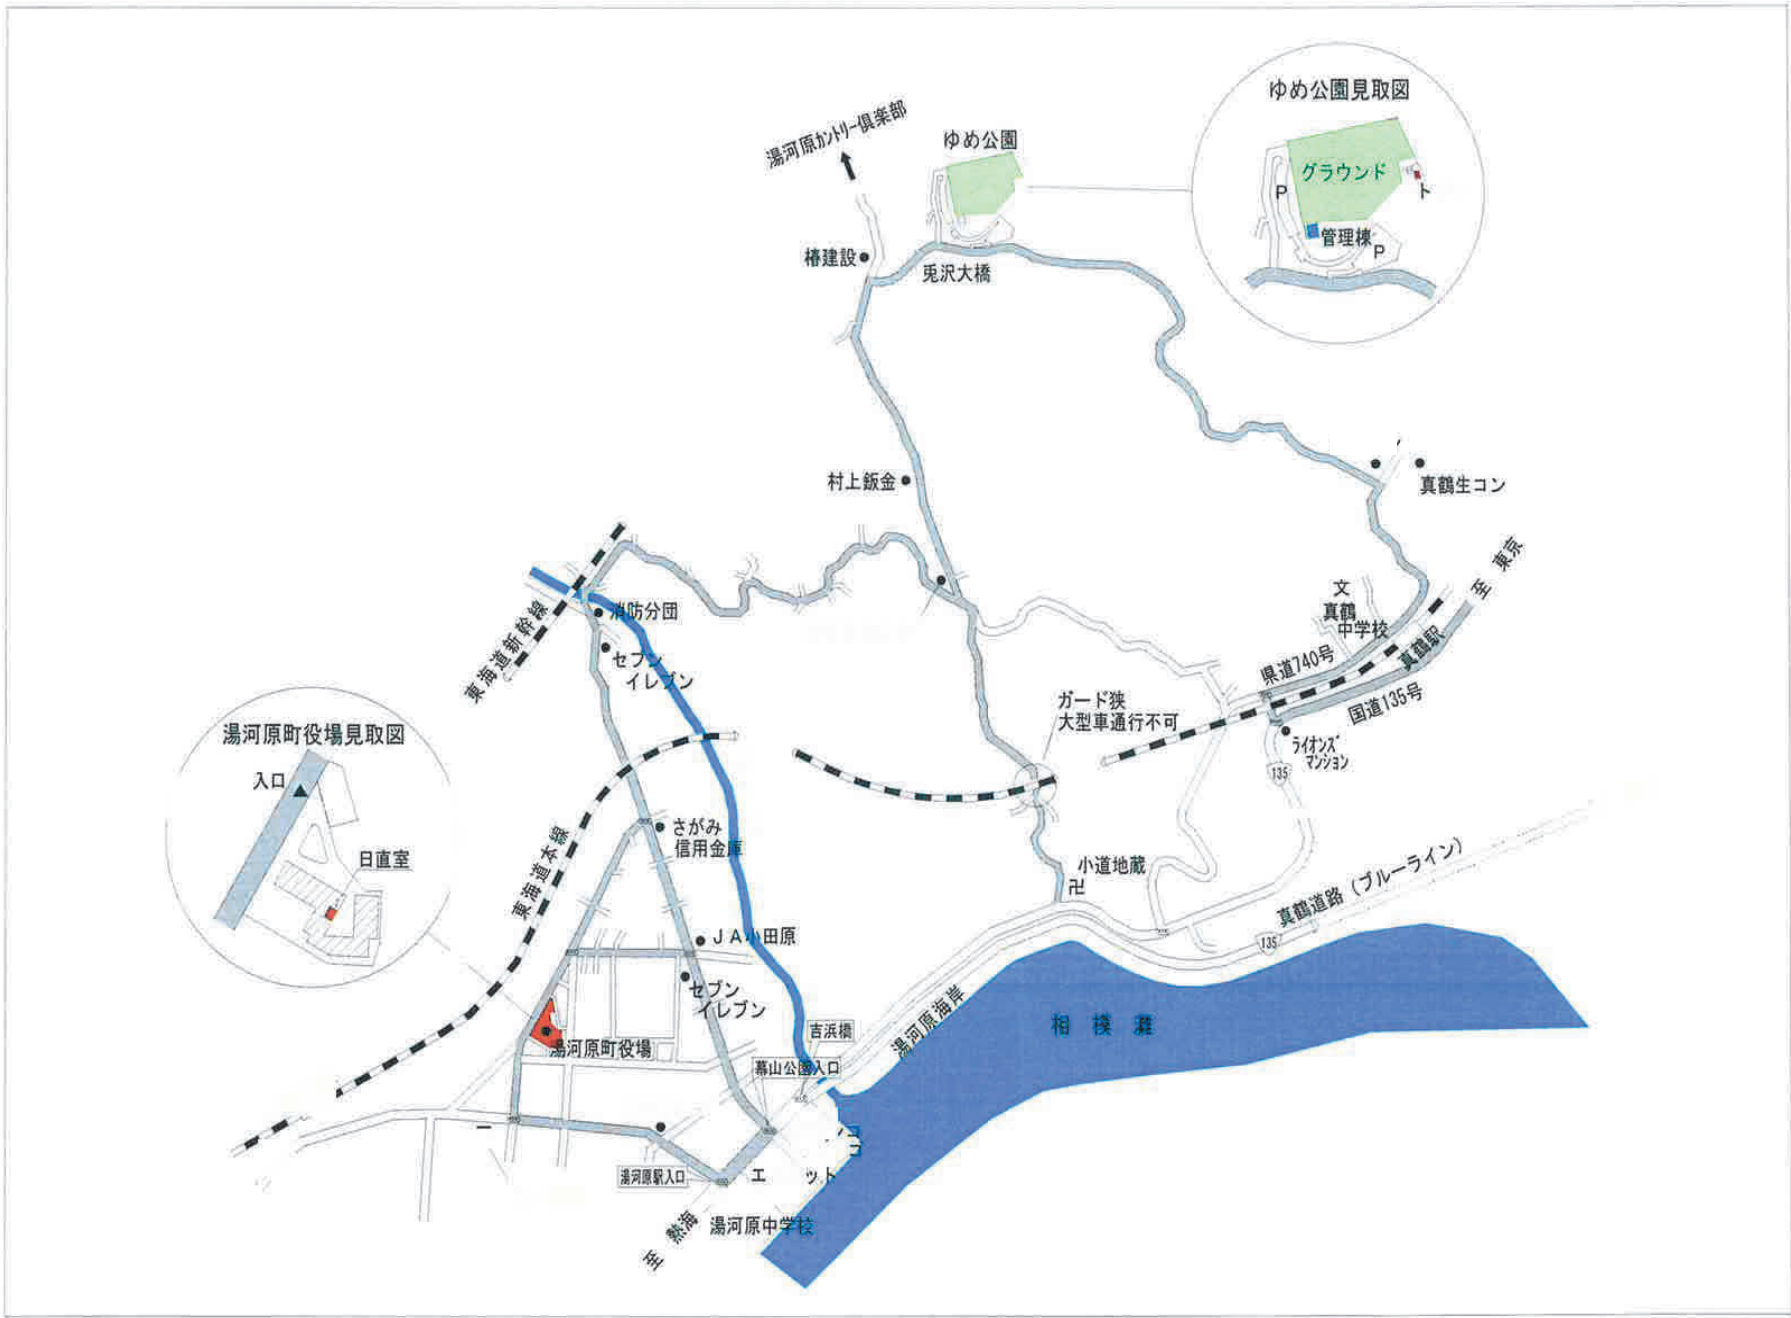 ゆめ公園見取図
グラウンド
P
ト
管理棟
P
湯河原カントリー倶楽部
ゆめ公園
椿建設
兎沢大橋
村上鈑金
真鶴生コン
至 東京
文
真鶴
中学校
真鶴駅
県道740号
国道135号
ライオンズ
マンション
135
ガード狭
大型車通行不可
東海道新幹線
消防分団
セブン
イレブン
湯河原町役場見取図
入口
日直室
東海道本線
さがみ
信用金庫
小道地蔵
卍
真鶴道路(ブルーライン)
135
JA小田原
セブン
イレブン
湯河原海岸
相模灘
吉浜橋
湯河原町役場
幕山公園入口
ー
コ
エ
ット
湯河原駅入口
湯河原中学校
至 熱海